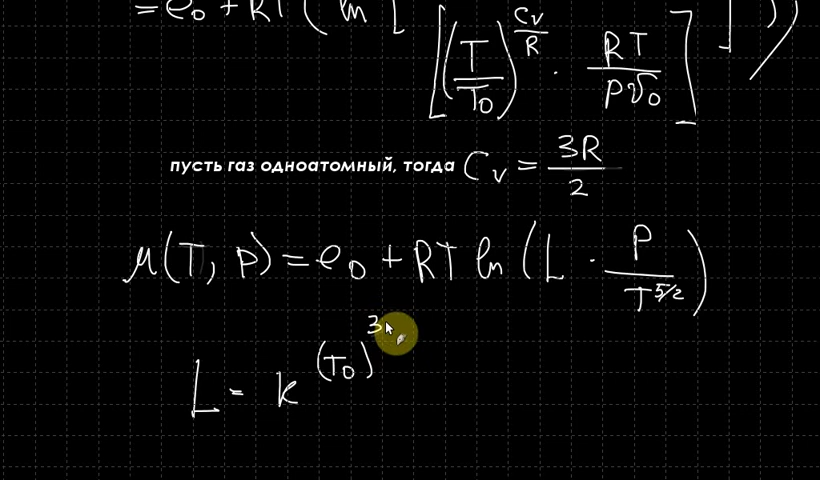 = e₀ + RT ( ln [
[(T/T₀)^(Cv/R) · RT/(Pv₀)] ] ) )
пусть газ одноатомный, тогда Cv = 3R/2
μ(T, P) = e₀ + RT ln (L · P/T^(5/2))
L = k (T₀)^3